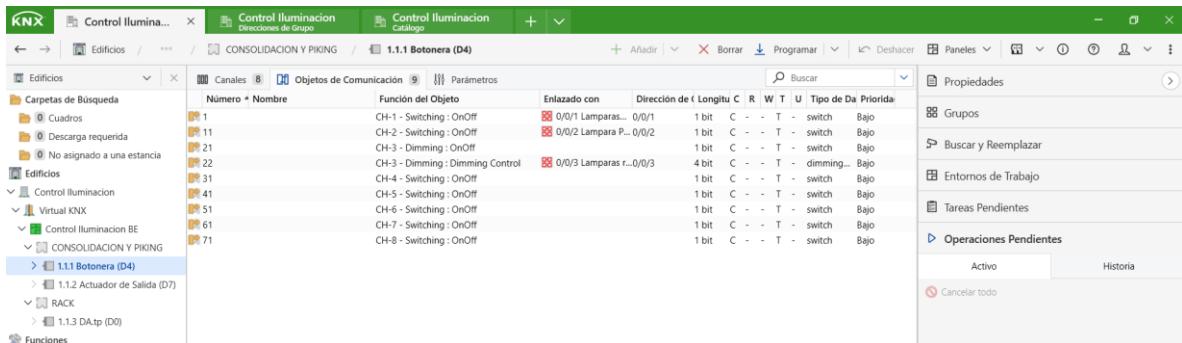 KNX Control Ilumina... × Control Iluminacion Direcciones de Grupo Control Iluminacion Catálogo
Edificios / ... / CONSOLIDACION Y PIKING / 1.1.1 Botonera (D4) Añadir Borrar Programar Deshacer Paneles
Edificios
Carpetas de Búsqueda
0 Cuadros
0 Descarga requerida
0 No asignado a una estancia
Edificios
Control Iluminacion
Virtual KNX
Control Iluminacion BE
CONSOLIDACION Y PIKING
1.1.1 Botonera (D4)
1.1.2 Actuador de Salida (D7)
RACK
1.1.3 DA.tp (D0)
Funciones
Canales 8 Objetos de Comunicación 9 Parámetros Buscar
Número Nombre Función del Objeto Enlazado con Dirección de ( Longitu C R W T U Tipo de Da Priorida
1 CH-1 - Switching : OnOff 0/0/1 Lamparas... 0/0/1 1 bit C - - T - switch Bajo
11 CH-2 - Switching : OnOff 0/0/2 Lampara P... 0/0/2 1 bit C - - T - switch Bajo
21 CH-3 - Dimming : OnOff 1 bit C - - T - switch Bajo
22 CH-3 - Dimming : Dimming Control 0/0/3 Lamparas r... 0/0/3 4 bit C - - T - dimming... Bajo
31 CH-4 - Switching : OnOff 1 bit C - - T - switch Bajo
41 CH-5 - Switching : OnOff 1 bit C - - T - switch Bajo
51 CH-6 - Switching : OnOff 1 bit C - - T - switch Bajo
61 CH-7 - Switching : OnOff 1 bit C - - T - switch Bajo
71 CH-8 - Switching : OnOff 1 bit C - - T - switch Bajo
Propiedades
Grupos
Buscar y Reemplazar
Entornos de Trabajo
Tareas Pendientes
Operaciones Pendientes
Activo Historia
Cancelar todo